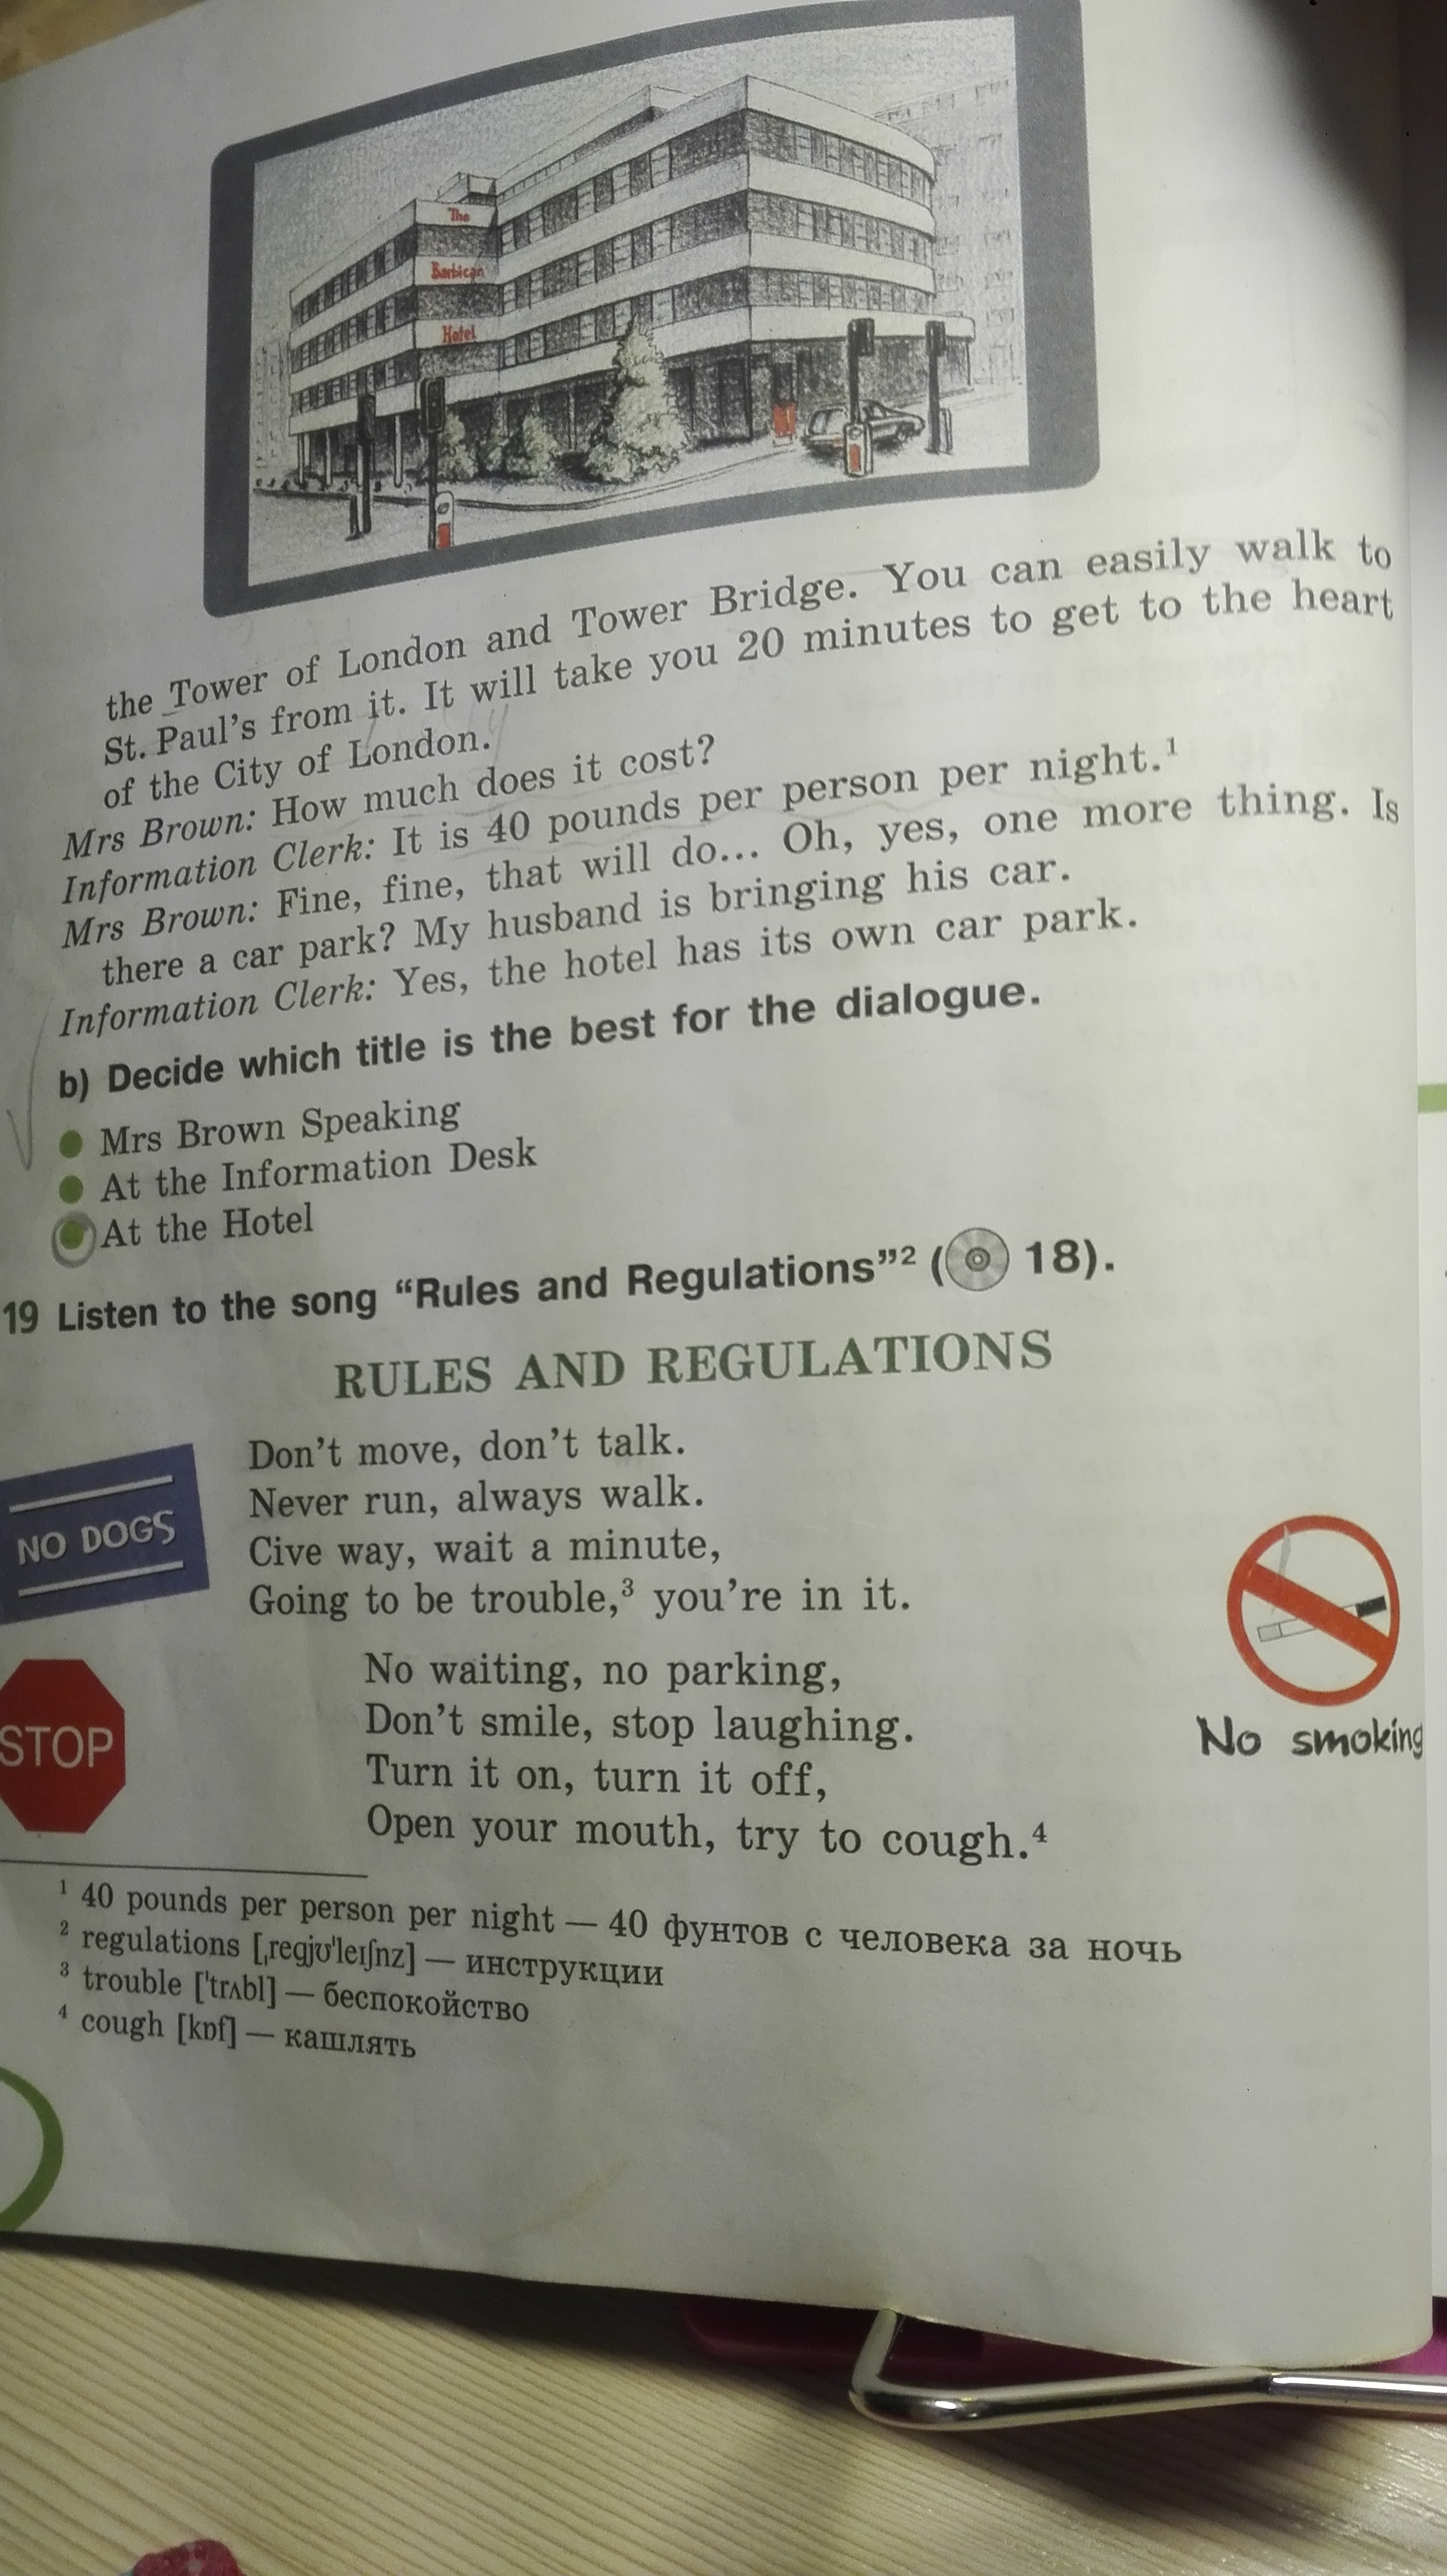 The
Barbican
Hotel
the Tower of London and Tower Bridge. You can easily walk to
St. Paul's from it. It will take you 20 minutes to get to the heart
of the City of London.
Mrs Brown: How much does it cost?
Information Clerk: It is 40 pounds per person per night.¹
Mrs Brown: Fine, fine, that will do... Oh, yes, one more thing. Is
there a car park? My husband is bringing his car.
Information Clerk: Yes, the hotel has its own car park.
b) Decide which title is the best for the dialogue.
Mrs Brown Speaking
At the Information Desk
At the Hotel
19 Listen to the song “Rules and Regulations”² ( 18).
RULES AND REGULATIONS
Don't move, don't talk.
Never run, always walk.
Cive way, wait a minute,
Going to be trouble,³ you're in it.
NO DOGS
No waiting, no parking,
Don't smile, stop laughing.
Turn it on, turn it off,
Open your mouth, try to cough.⁴
STOP
No smoking
¹ 40 pounds per person per night — 40 фунтов с человека за ночь
² regulations [ˌregjʊˈleɪʃnz] — инструкции
³ trouble [ˈtrʌbl] — беспокойство
⁴ cough [kɒf] — кашлять